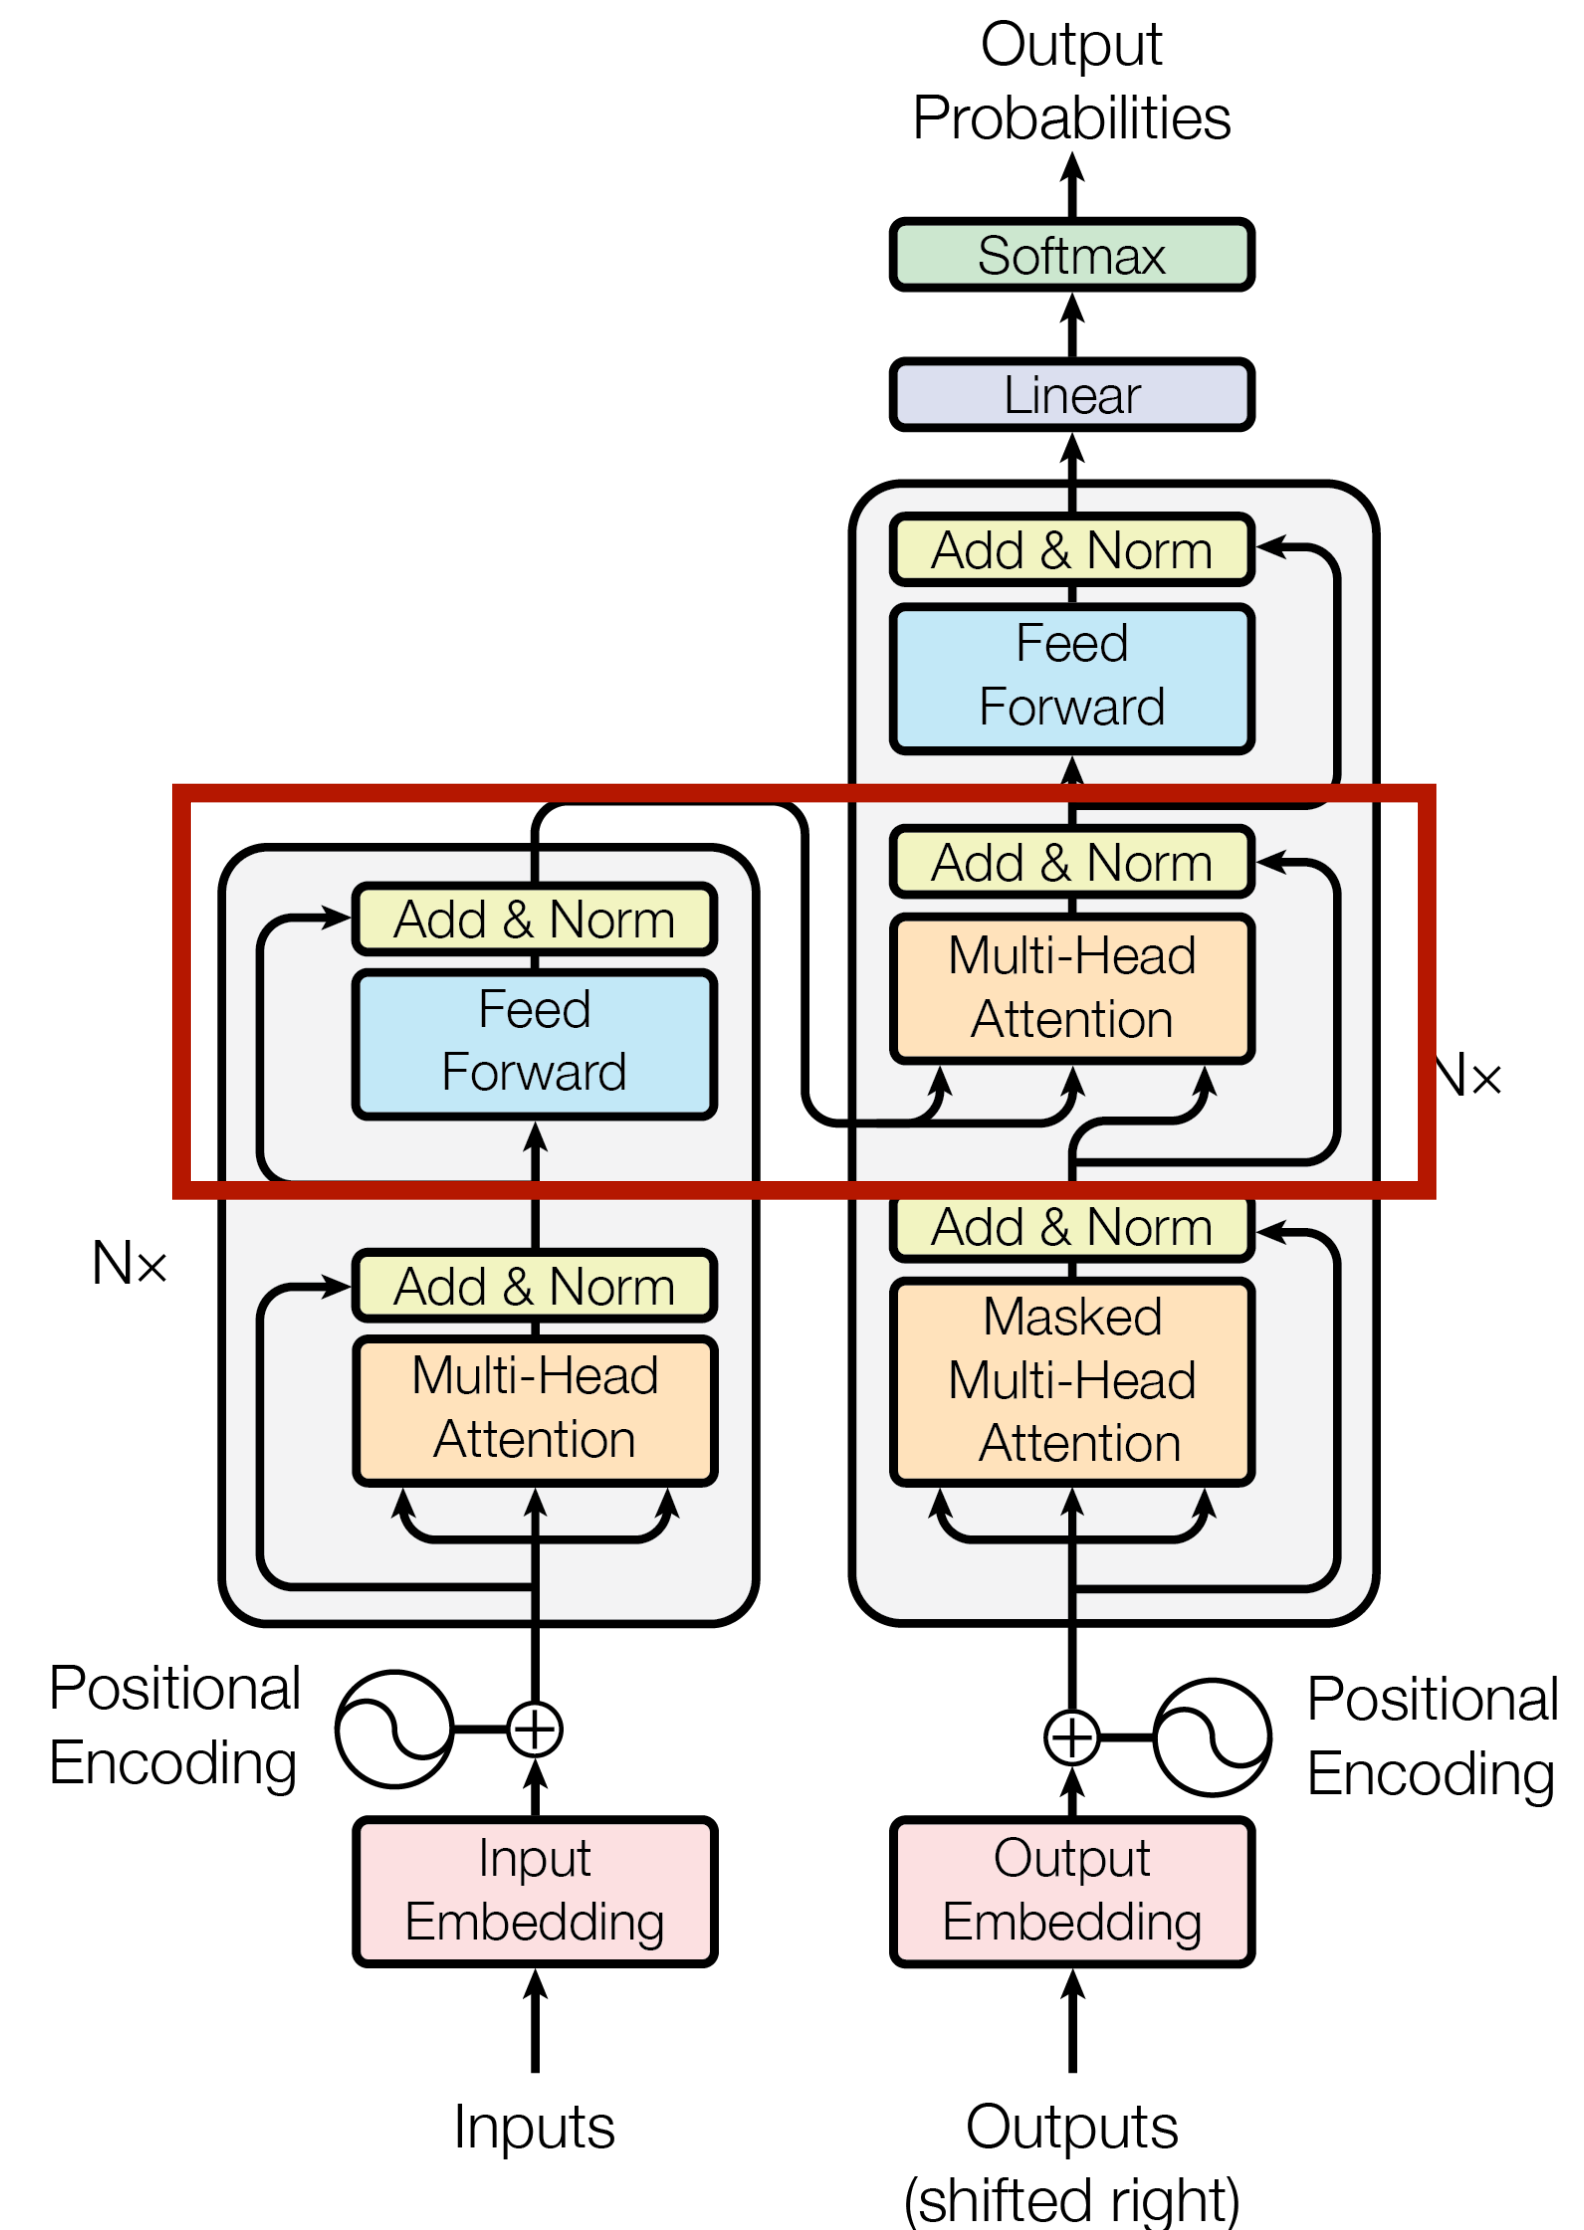 Output
Probabilities
Softmax
Linear
Add & Norm
Feed
Forward
Add & Norm
Multi-Head
Attention
Add & Norm
Masked
Multi-Head
Attention
N×
Add & Norm
Feed
Forward
Add & Norm
Multi-Head
Attention
N×
Positional
Encoding
Positional
Encoding
Input
Embedding
Output
Embedding
Inputs
Outputs
(shifted right)